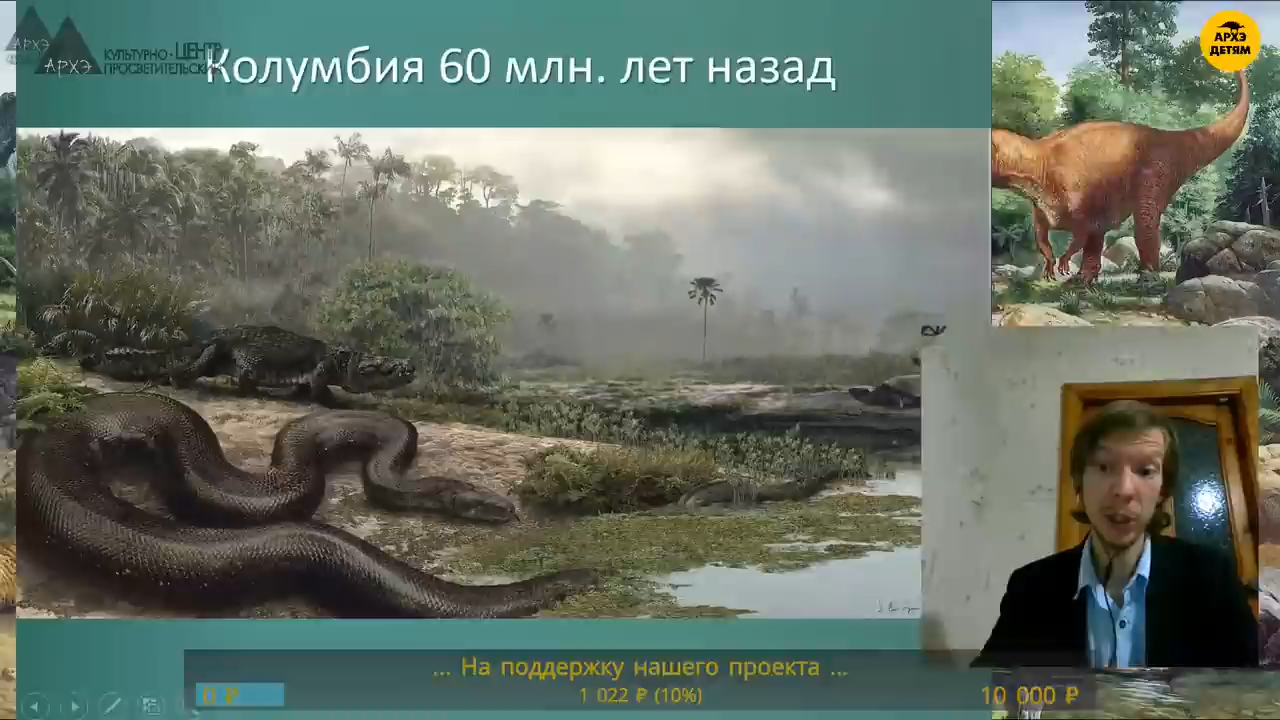 АРХЭ
АРХЭ
КУЛЬТУРНО-ЦЕНТР
ПРОСВЕТИТЕЛЬСКИЙ
Колумбия 60 млн. лет назад
АРХЭ
ДЕТЯМ
... На поддержку нашего проекта ...
0 ₽
1 022 ₽ (10%)
10 000 ₽